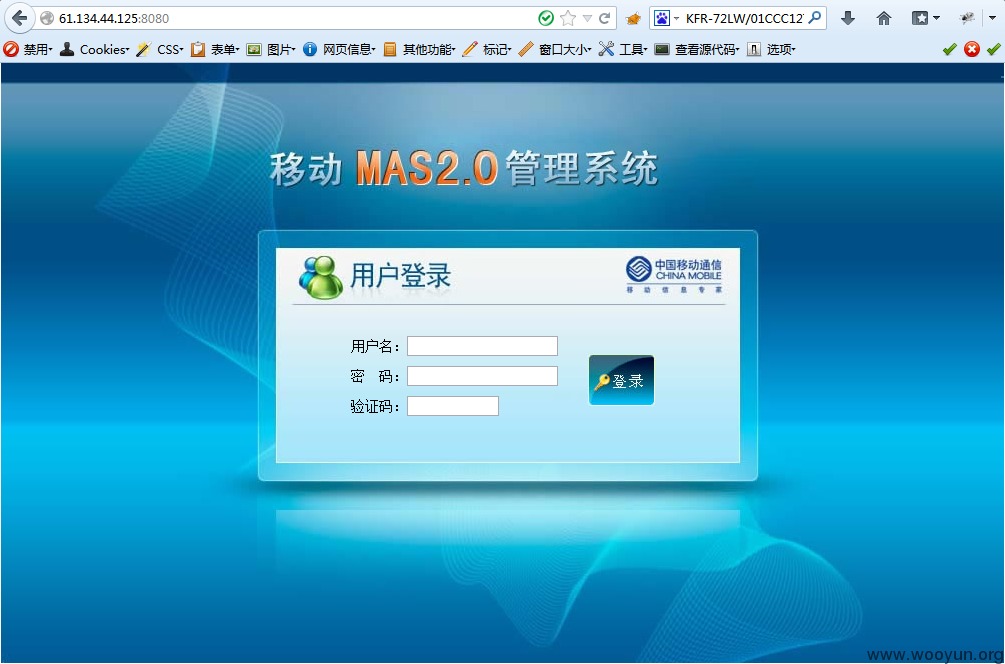 61.134.44.125:8080 KFR-72LW/01CCC12
禁用 Cookies CSS 表单 图片 网页信息 其他功能 标记 窗口大小 工具 查看源代码 选项
移动 MAS2.0 管理系统
用户登录
中国移动通信
CHINA MOBILE
移动信息专家
用户名：
密 码：
登录
验证码：
www.wooyun.org